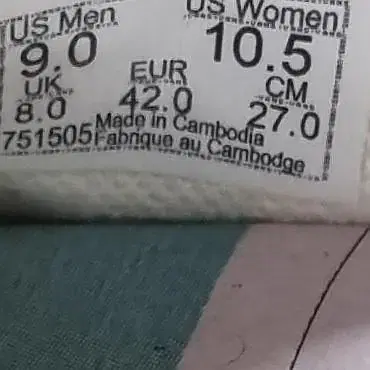 US Men US Women
9.0 10.5
UK EUR CM
8.0 42.0 27.0
Made in Cambodia
751505 Fabriqué au Cambodge